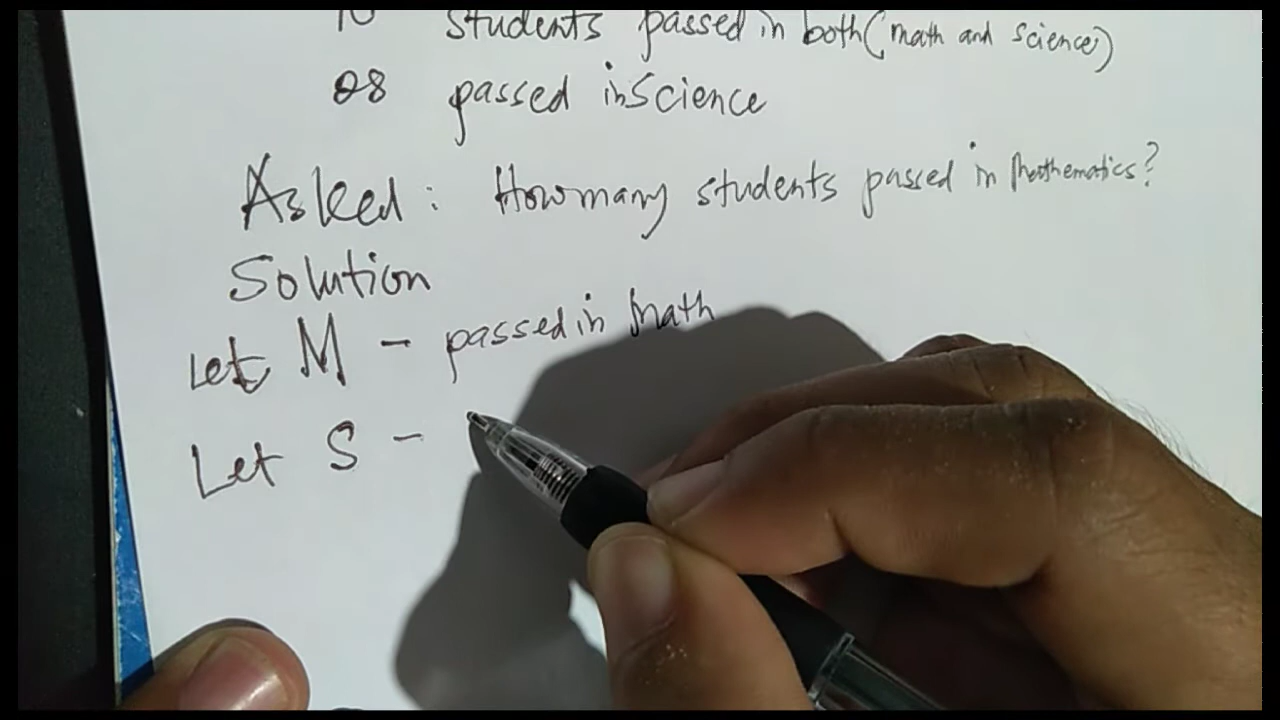 10 students passed in both (math and science)
08 passed in Science
Asked: How many students passed in Mathematics?
Solution
Let M - passed in Math
Let S -